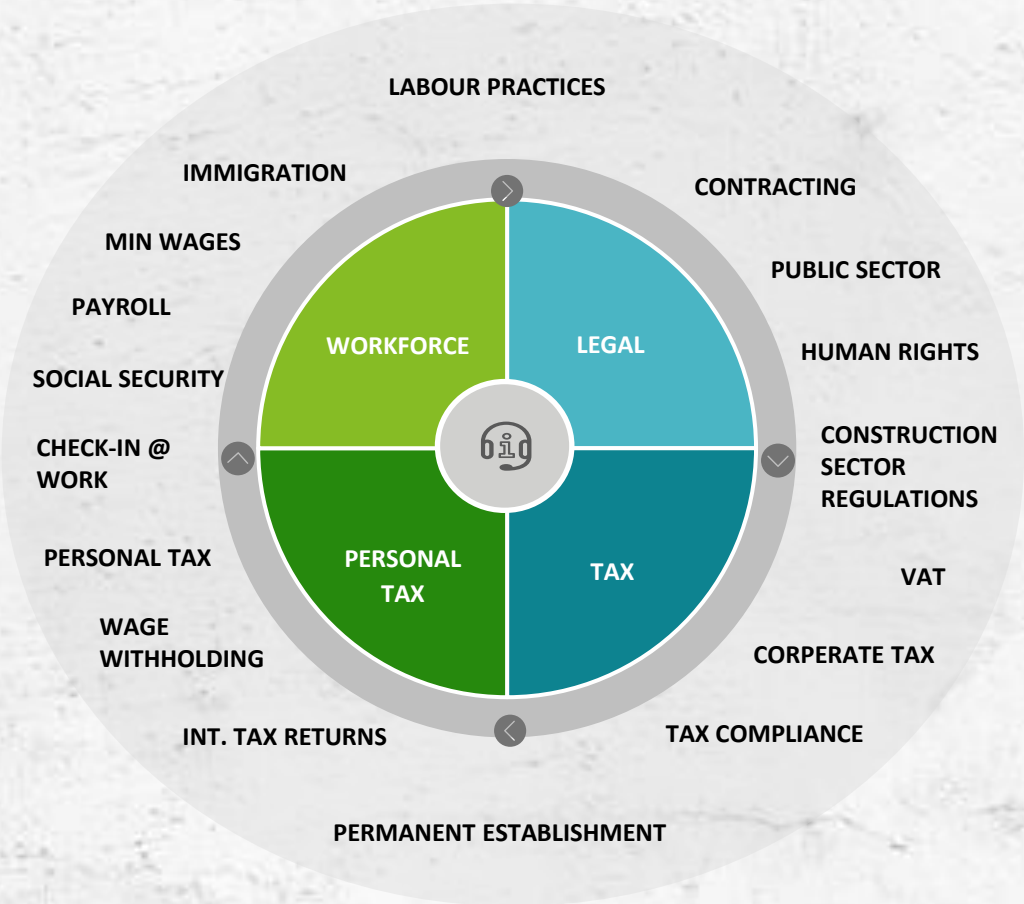 LABOUR PRACTICES
IMMIGRATION
CONTRACTING
MIN WAGES
PUBLIC SECTOR
PAYROLL
WORKFORCE
LEGAL
HUMAN RIGHTS
SOCIAL SECURITY
CHECK-IN @
WORK
CONSTRUCTION
SECTOR
REGULATIONS
i
PERSONAL TAX
PERSONAL
TAX
TAX
VAT
WAGE
WITHHOLDING
CORPERATE TAX
INT. TAX RETURNS
TAX COMPLIANCE
PERMANENT ESTABLISHMENT